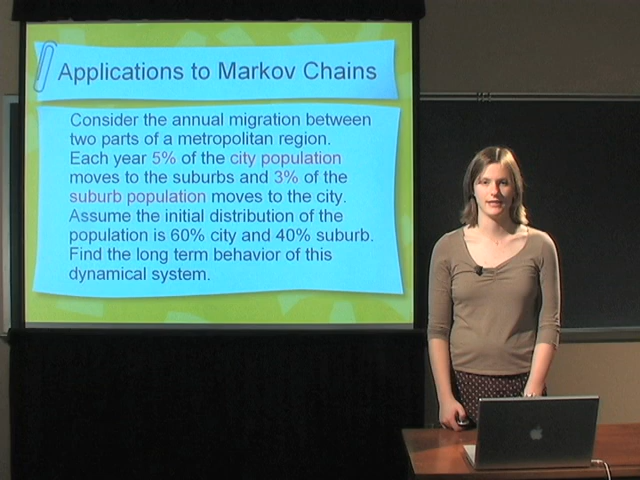 Applications to Markov Chains
Consider the annual migration between
two parts of a metropolitan region.
Each year 5% of the city population
moves to the suburbs and 3% of the
suburb population moves to the city.
Assume the initial distribution of the
population is 60% city and 40% suburb.
Find the long term behavior of this
dynamical system.